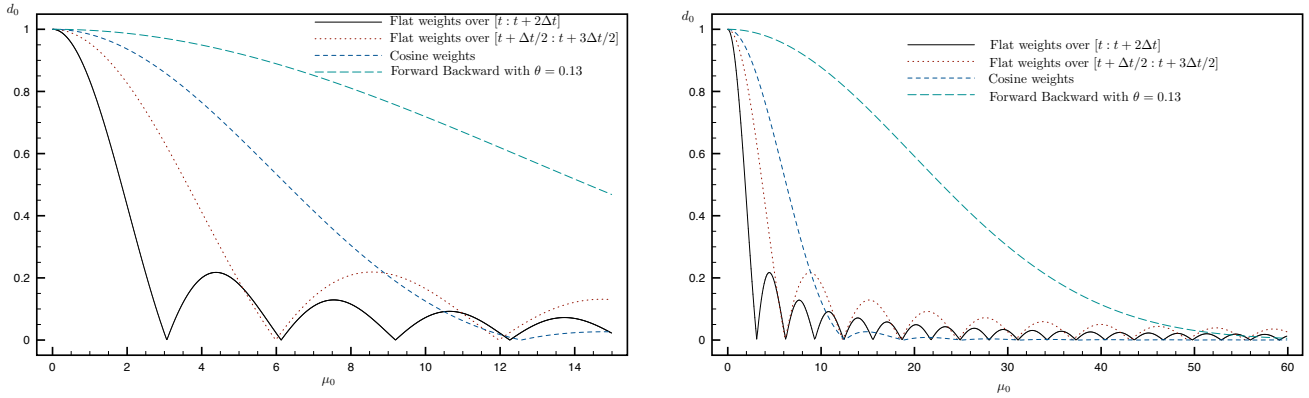 d₀
Flat weights over [t : t + 2Δt]
Flat weights over [t + Δt/2 : t + 3Δt/2]
Cosine weights
Forward Backward with θ = 0.13
1
0.8
0.6
0.4
0.2
0
0 2 4 6 8 10 12 14
μ₀
d₀
Flat weights over [t : t + 2Δt]
Flat weights over [t + Δt/2 : t + 3Δt/2]
Cosine weights
Forward Backward with θ = 0.13
1
0.8
0.6
0.4
0.2
0
0 10 20 30 40 50 60
μ₀